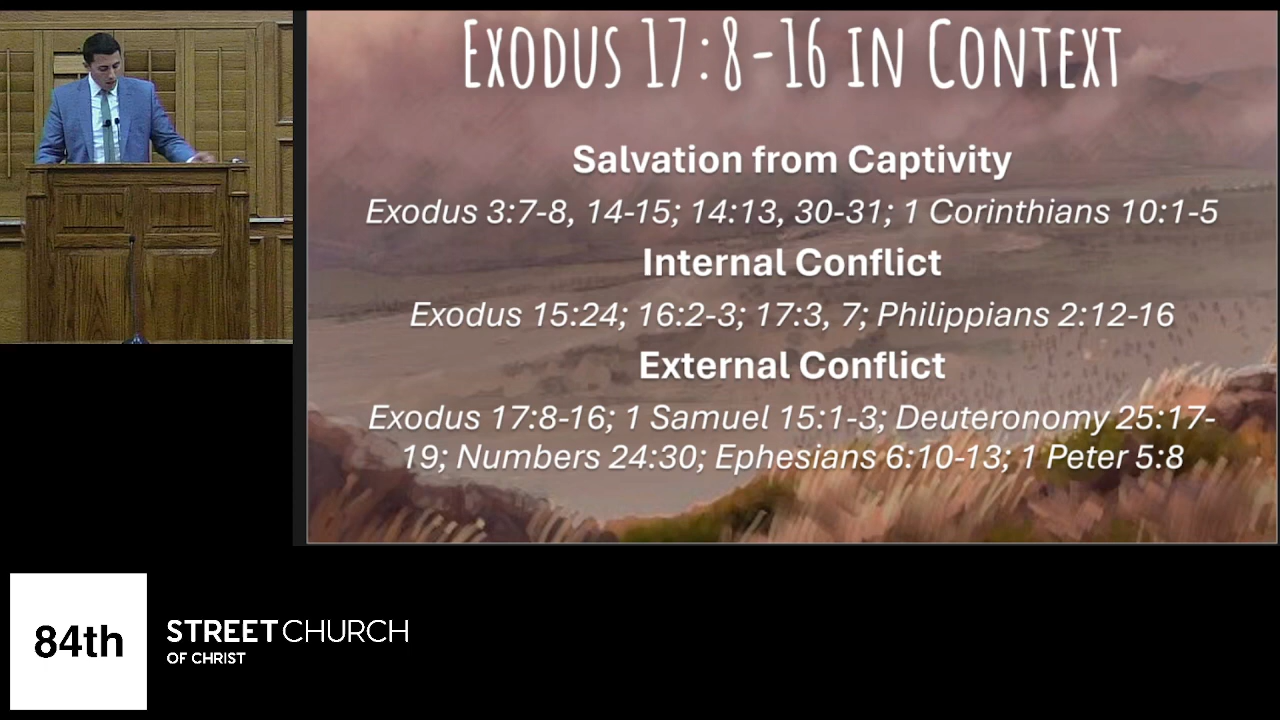 Exodus 17:8-16 in Context
Salvation from Captivity
Exodus 3:7-8, 14-15; 14:13, 30-31; 1 Corinthians 10:1-5
Internal Conflict
Exodus 15:24; 16:2-3; 17:3, 7; Philippians 2:12-16
External Conflict
Exodus 17:8-16; 1 Samuel 15:1-3; Deuteronomy 25:17-
19; Numbers 24:30; Ephesians 6:10-13; 1 Peter 5:8
84th
STREET CHURCH
OF CHRIST